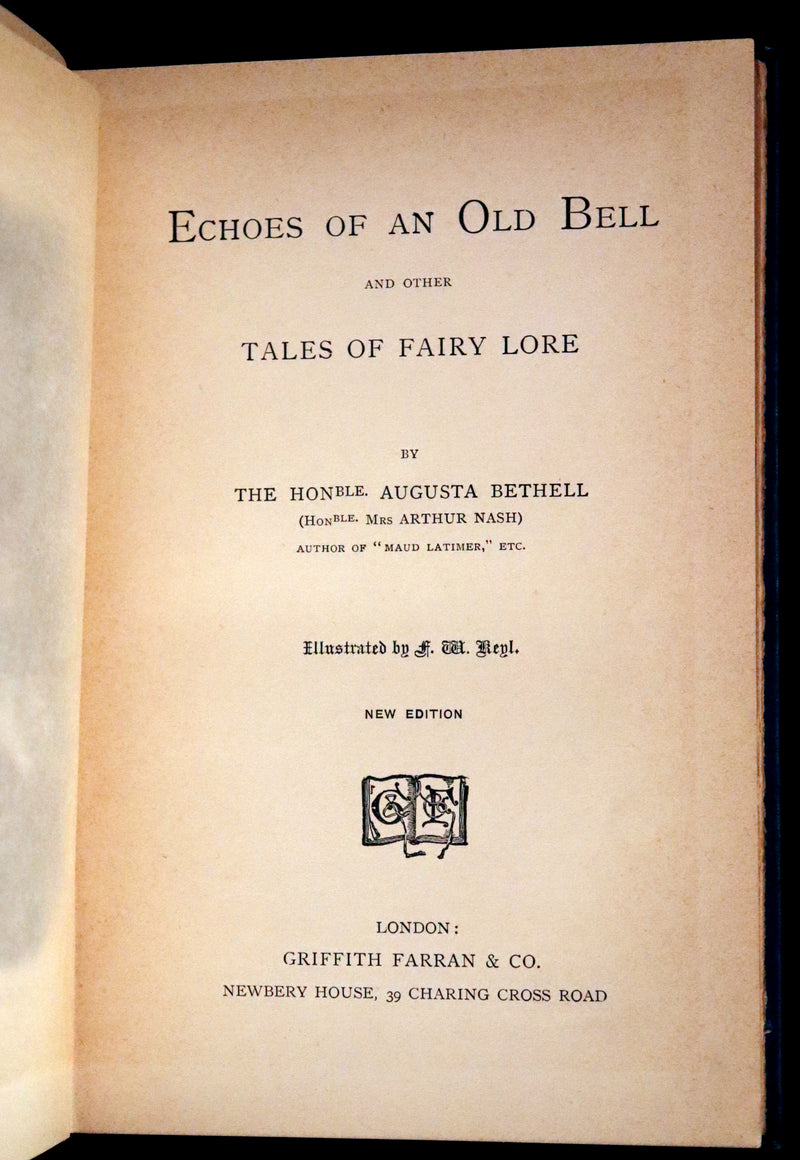 ECHOES OF AN OLD BELL
AND OTHER
TALES OF FAIRY LORE
BY
THE HONBLE. AUGUSTA BETHELL
(HONBLE. MRS ARTHUR NASH)
AUTHOR OF “MAUD LATIMER,” ETC.
Illustrated by F. W. Keyl.
NEW EDITION
G F
LONDON:
GRIFFITH FARRAN & CO.
NEWBERY HOUSE, 39 CHARING CROSS ROAD